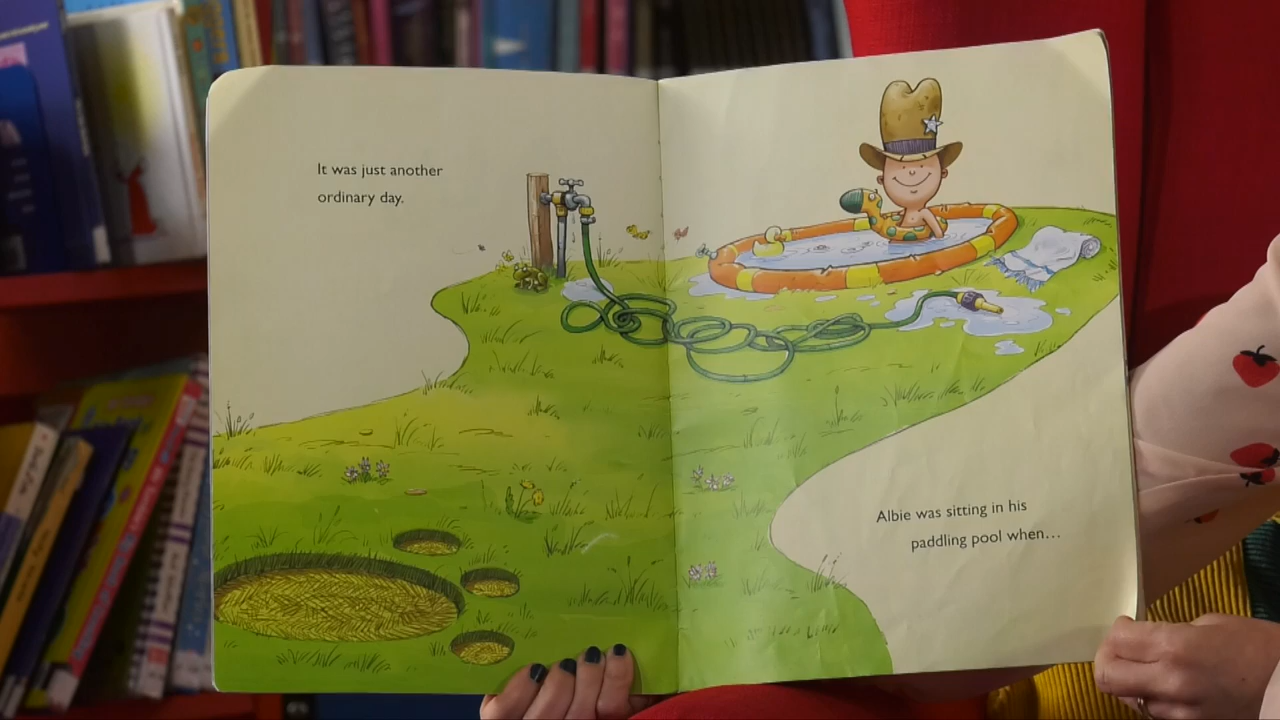 It was just another
ordinary day.
Albie was sitting in his
paddling pool when…